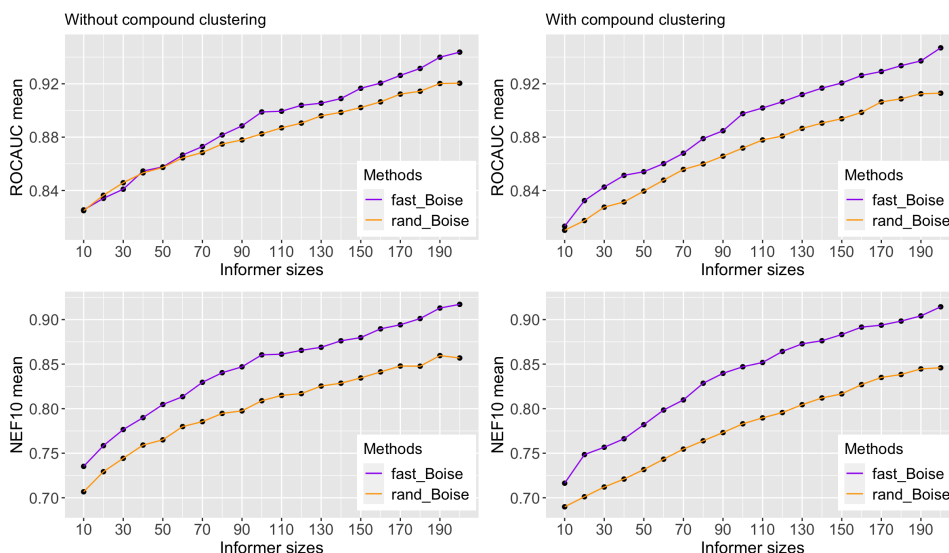 Without compound clustering
ROCAUC mean
0.92
0.88
0.84
Methods
fast_Boise
rand_Boise
10 30 50 70 90 110 130 150 170 190
Informer sizes
With compound clustering
ROCAUC mean
0.92
0.88
0.84
Methods
fast_Boise
rand_Boise
10 30 50 70 90 110 130 150 170 190
Informer sizes
NEF10 mean
0.90
0.85
0.80
0.75
0.70
Methods
fast_Boise
rand_Boise
10 30 50 70 90 110 130 150 170 190
Informer sizes
NEF10 mean
0.90
0.85
0.80
0.75
0.70
Methods
fast_Boise
rand_Boise
10 30 50 70 90 110 130 150 170 190
Informer sizes